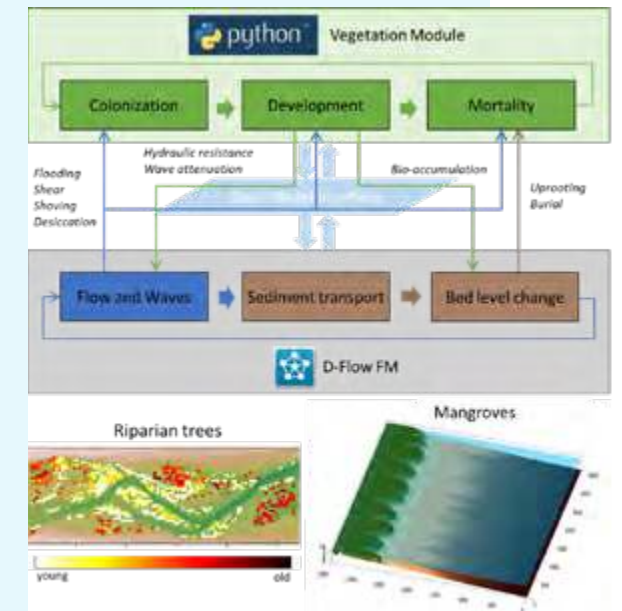 python™ Vegetation Module
Colonization
Development
Mortality
Flooding
Shear
Shoving
Desiccation
Hydraulic resistance
Wave attenuation
Bio-accumulation
Uprooting
Burial
Flow and Waves
Sediment transport
Bed level change
D-Flow FM
Riparian trees
young
old
Mangroves